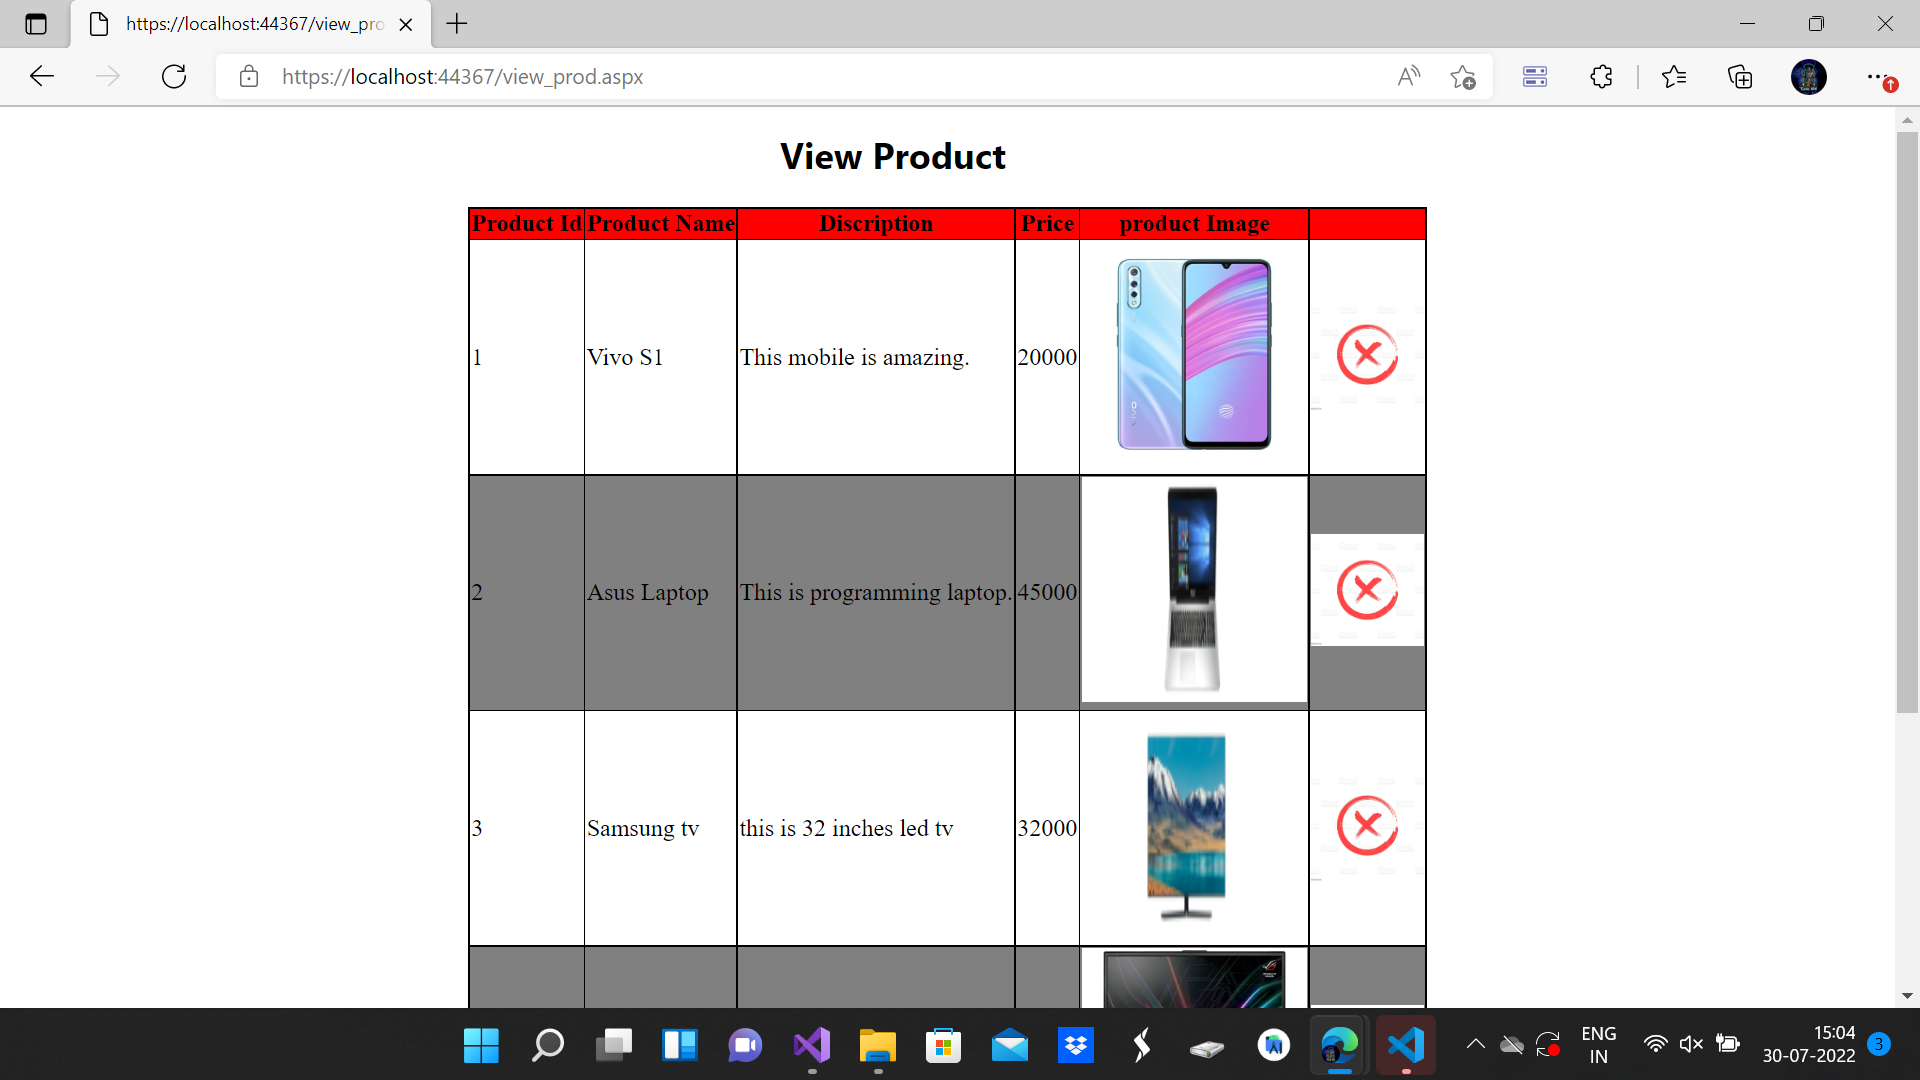 https://localhost:44367/view_pro
https://localhost:44367/view_prod.aspx
View Product
Product Id Product Name Discription Price product Image
1 Vivo S1 This mobile is amazing. 20000
vivo
2 Asus Laptop This is programming laptop. 45000
3 Samsung tv this is 32 inches led tv 32000
ENG
IN
15:04
30-07-2022
3